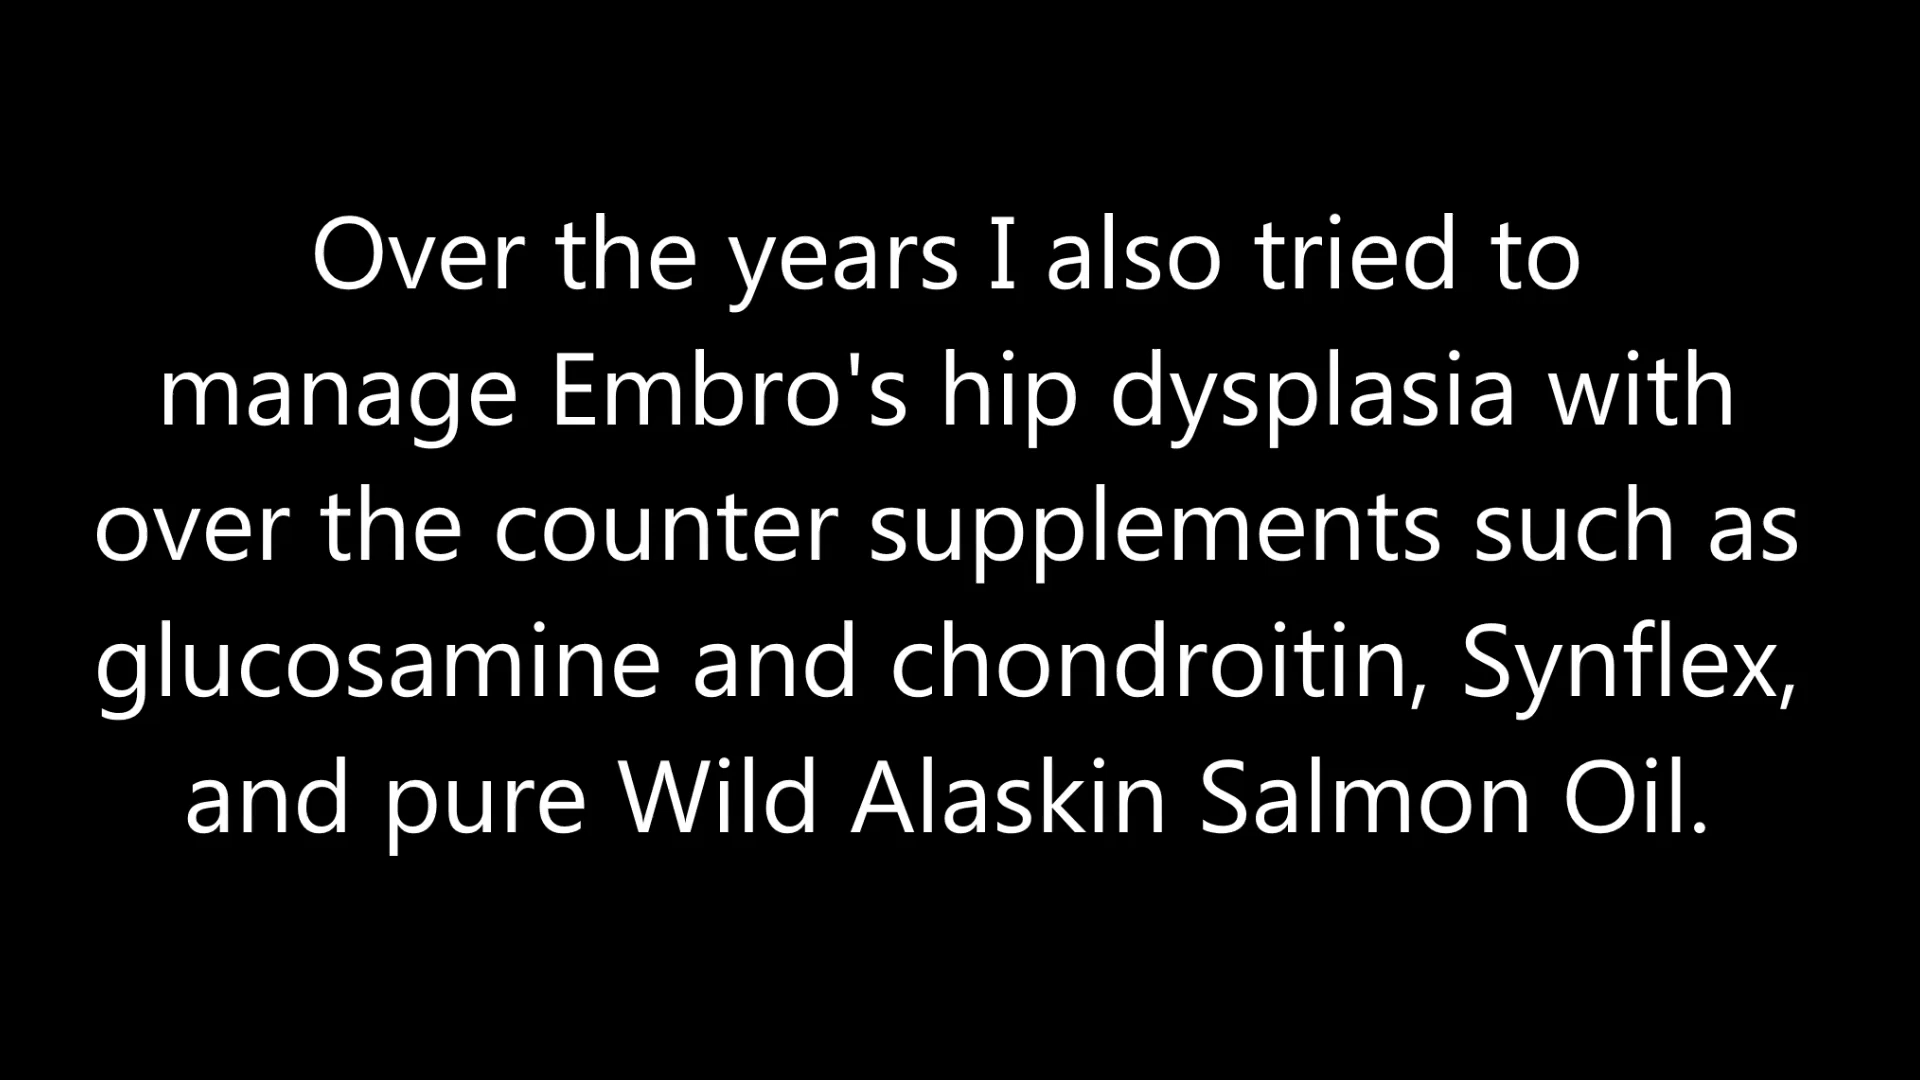 Over the years I also tried to
manage Embro's hip dysplasia with
over the counter supplements such as
glucosamine and chondroitin, Synflex,
and pure Wild Alaskin Salmon Oil.